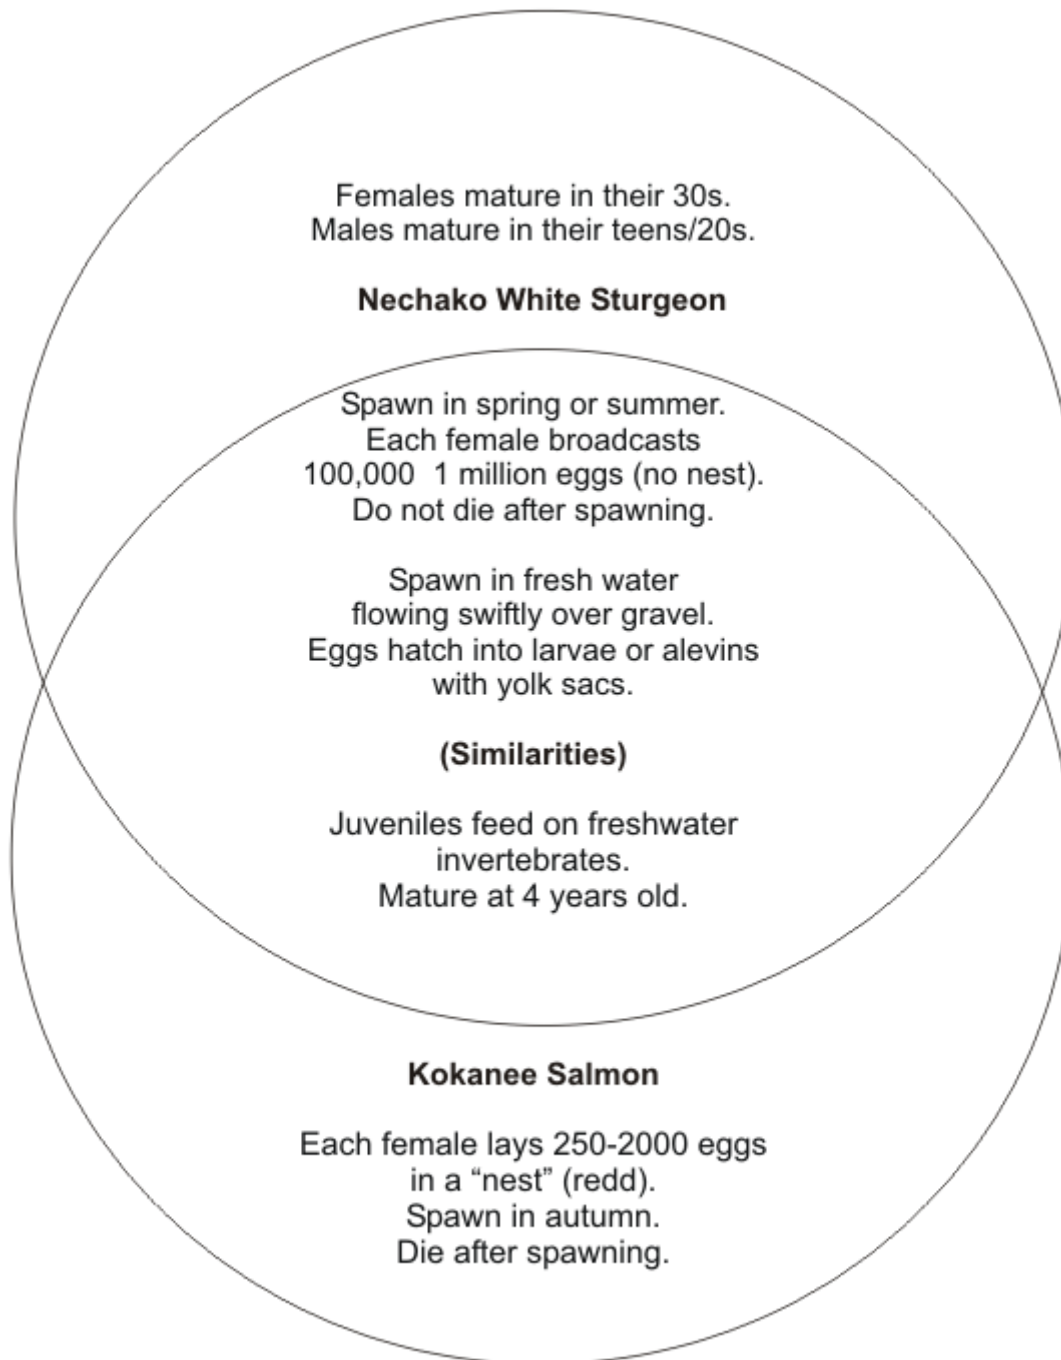 Females mature in their 30s.
Males mature in their teens/20s.
Nechako White Sturgeon
Spawn in spring or summer.
Each female broadcasts
100,000  1 million eggs (no nest).
Do not die after spawning.
Spawn in fresh water
flowing swiftly over gravel.
Eggs hatch into larvae or alevins
with yolk sacs.
(Similarities)
Juveniles feed on freshwater
invertebrates.
Mature at 4 years old.
Kokanee Salmon
Each female lays 250-2000 eggs
in a “nest” (redd).
Spawn in autumn.
Die after spawning.